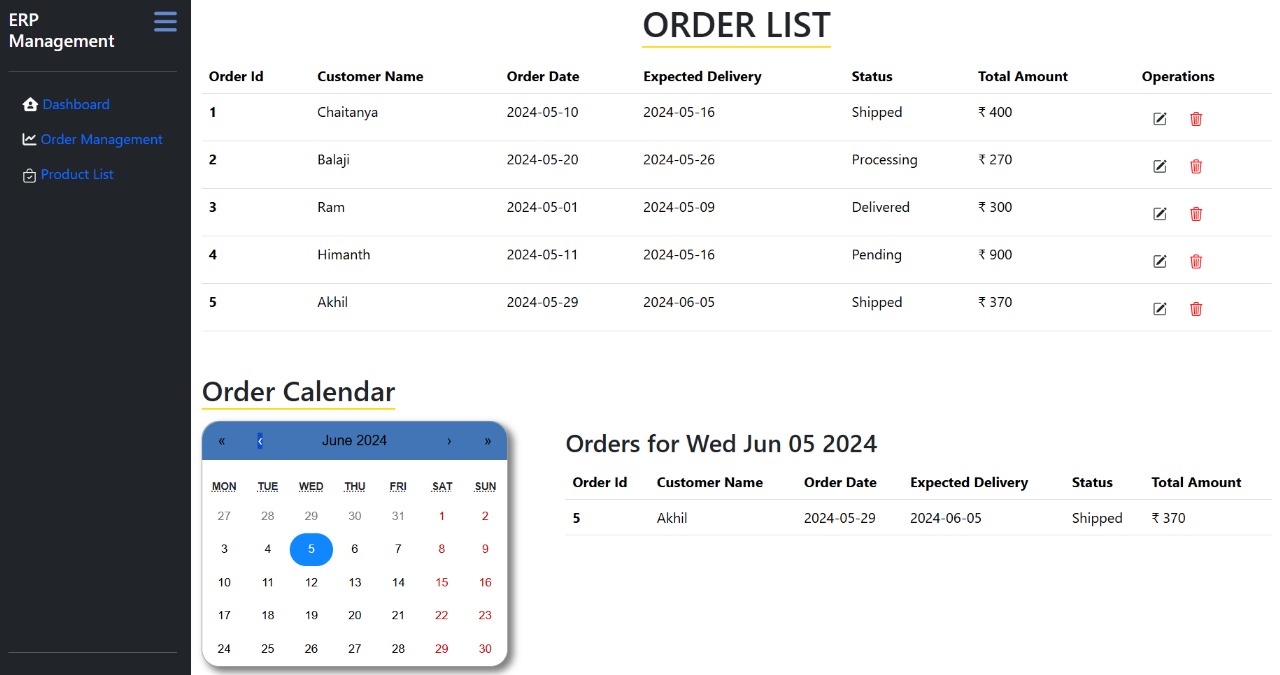 ERP
Management
Dashboard
Order Management
Product List
ORDER LIST
Order Id Customer Name Order Date Expected Delivery Status Total Amount Operations
1 Chaitanya 2024-05-10 2024-05-16 Shipped ₹ 400
2 Balaji 2024-05-20 2024-05-26 Processing ₹ 270
3 Ram 2024-05-01 2024-05-09 Delivered ₹ 300
4 Himanth 2024-05-11 2024-05-16 Pending ₹ 900
5 Akhil 2024-05-29 2024-06-05 Shipped ₹ 370
Order Calendar
« ‹ June 2024 › »
MON TUE WED THU FRI SAT SUN
27 28 29 30 31 1 2
3 4 5 6 7 8 9
10 11 12 13 14 15 16
17 18 19 20 21 22 23
24 25 26 27 28 29 30
Orders for Wed Jun 05 2024
Order Id Customer Name Order Date Expected Delivery Status Total Amount
5 Akhil 2024-05-29 2024-06-05 Shipped ₹ 370